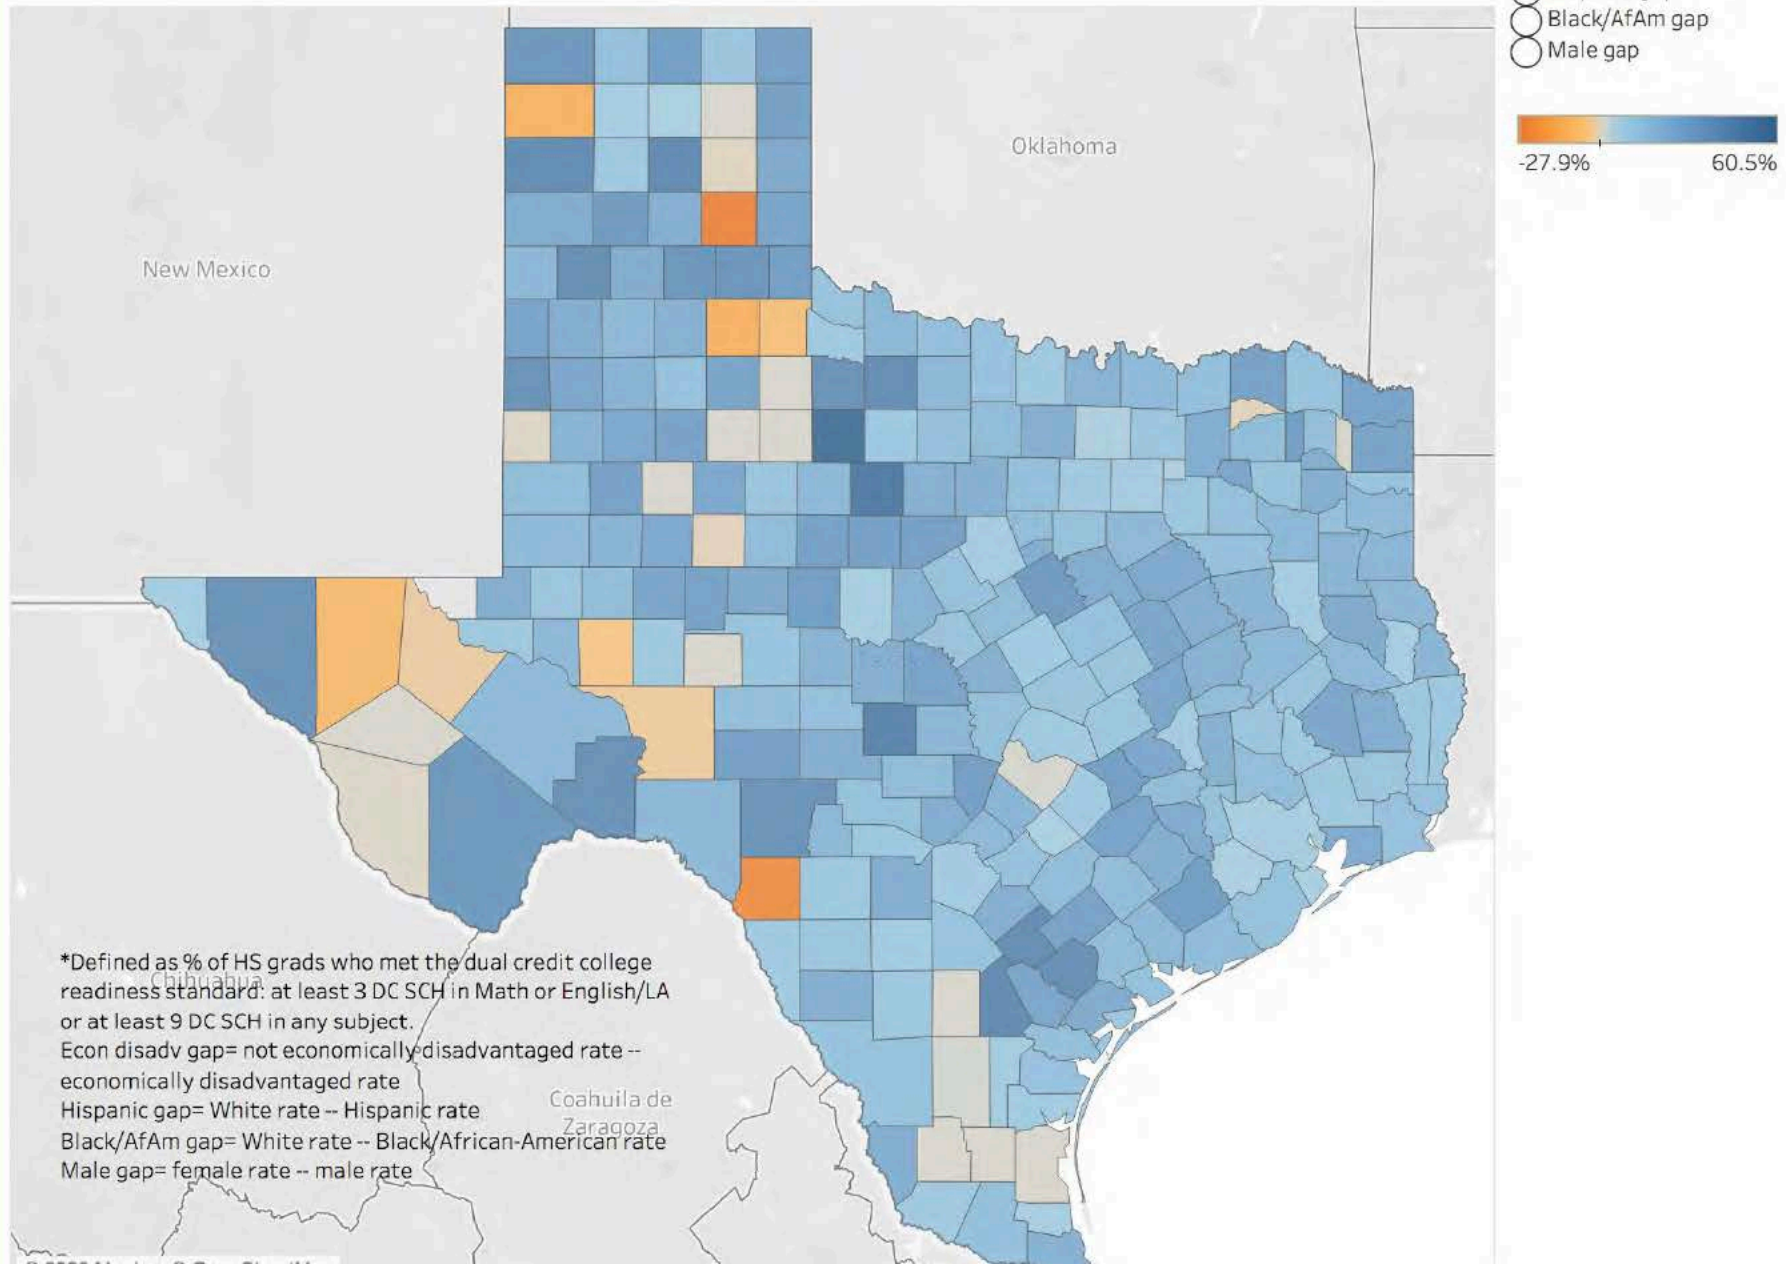 Black/AfAm gap
Male gap
-27.9% 60.5%
Oklahoma
New Mexico
*Defined as % of HS grads who met the dual credit college
Chihuahua
readiness standard: at least 3 DC SCH in Math or English/LA
or at least 9 DC SCH in any subject.
Econ disadv gap= not economically disadvantaged rate --
economically disadvantaged rate
Hispanic gap= White rate -- Hispanic rate
Black/AfAm gap= White rate -- Black/African-American rate
Male gap= female rate -- male rate
Coahuila de
Zaragoza